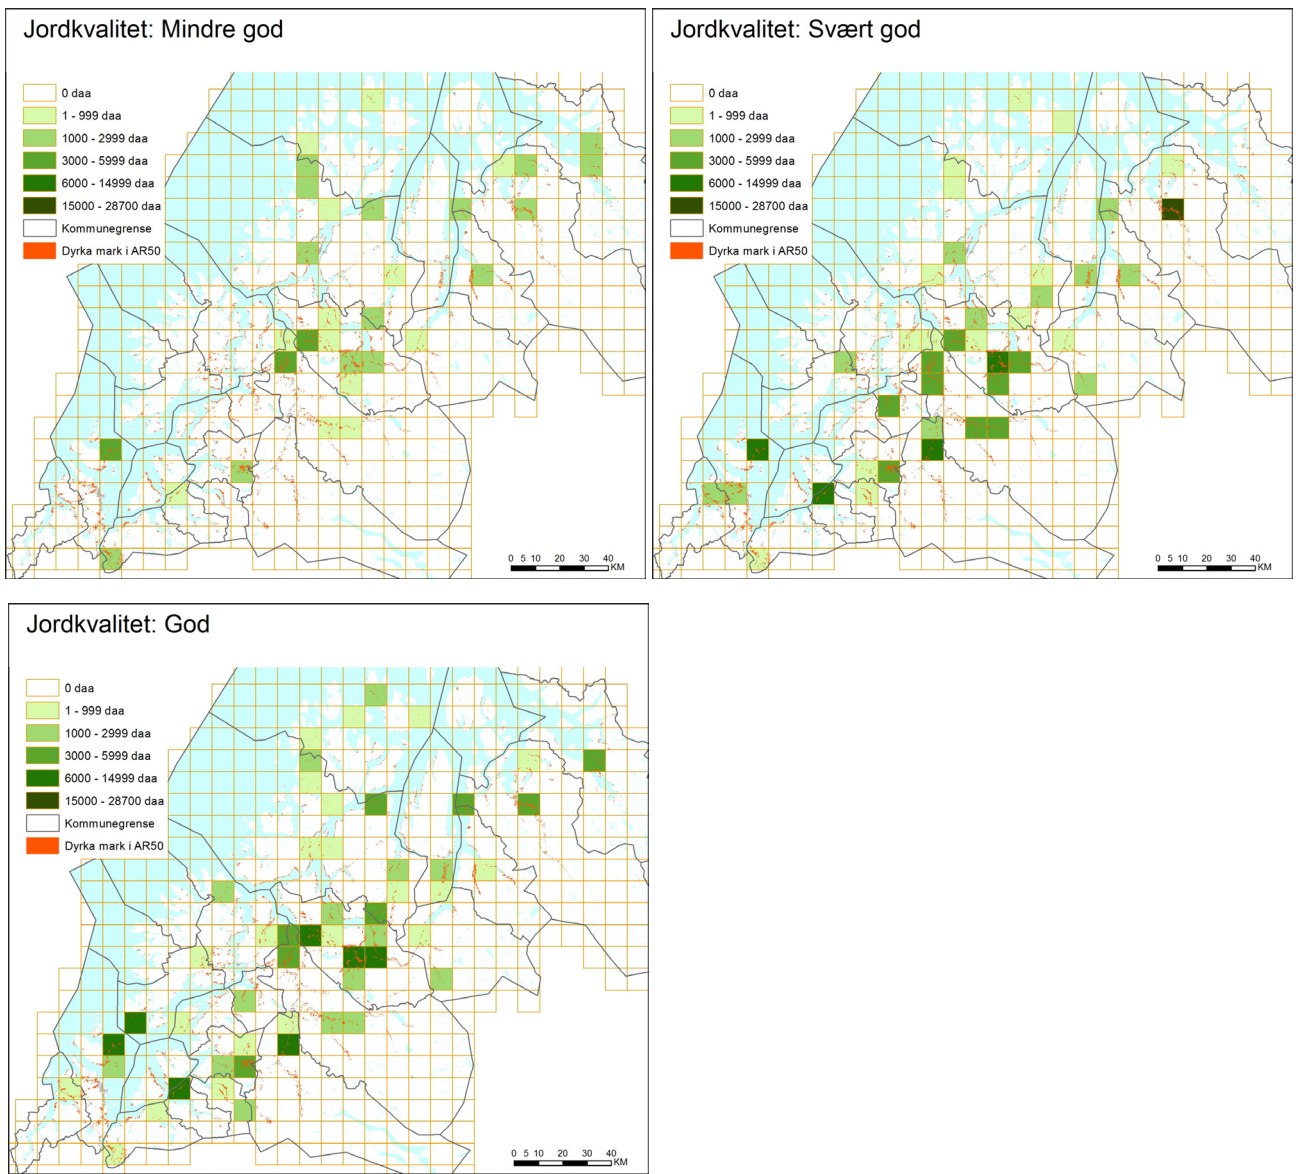 Jordkvalitet: Mindre god
0 daa
1 - 999 daa
1000 - 2999 daa
3000 - 5999 daa
6000 - 14999 daa
15000 - 28700 daa
Kommunegrense
Dyrka mark i AR50
0 5 10 20 30 40
KM
Jordkvalitet: Svært god
0 daa
1 - 999 daa
1000 - 2999 daa
3000 - 5999 daa
6000 - 14999 daa
15000 - 28700 daa
Kommunegrense
Dyrka mark i AR50
0 5 10 20 30 40
KM
Jordkvalitet: God
0 daa
1 - 999 daa
1000 - 2999 daa
3000 - 5999 daa
6000 - 14999 daa
15000 - 28700 daa
Kommunegrense
Dyrka mark i AR50
0 5 10 20 30 40
KM